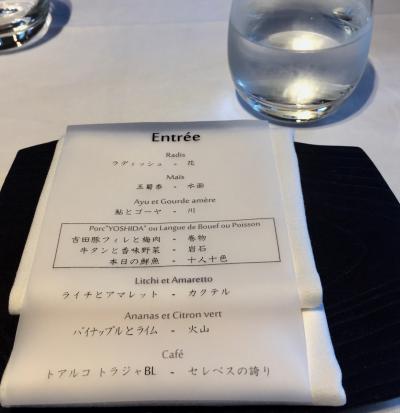 Entrée
Radis
ラディッシュ - 花
Maïs
玉蜀黍 - 水面
Ayu et Gourde amère
鮎とゴーヤ - 川
Porc"YOSHIDA" ou Langue de Bouef ou Poisson
吉田豚フィレと梅肉 - 巻物
牛タンと香味野菜 - 岩石
本日の鮮魚 - 十人十色
Litchi et Amaretto
ライチとアマレット - カクテル
Ananas et Citron vert
パイナップルとライム - 火山
Café
トアルコ トラジャBL - セレベスの誇り